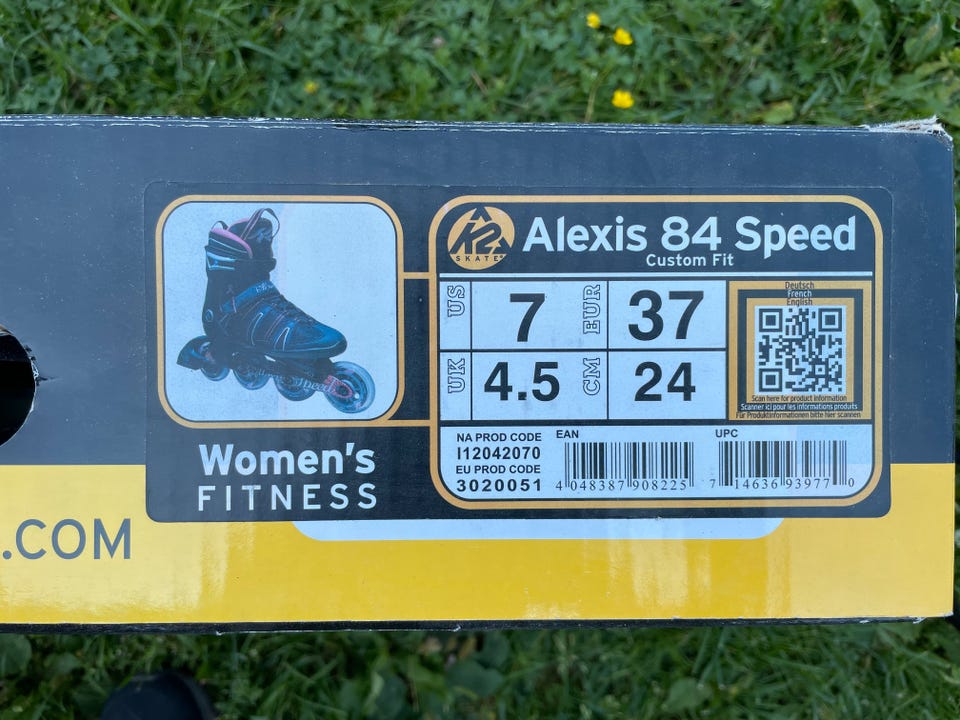 K2
SKATE
Alexis 84 Speed
Custom Fit
US 7 EUR 37
UK 4.5 CM 24
Deutsch
French
English
Scan here for product information
Scanner ici pour les informations produits
Für Produktinformationen bitte hier scannen
Women's
FITNESS
NA PROD CODE
I12042070
EU PROD CODE
3020051
EAN
4 048387 908225
UPC
7 14636 93977 0
.COM